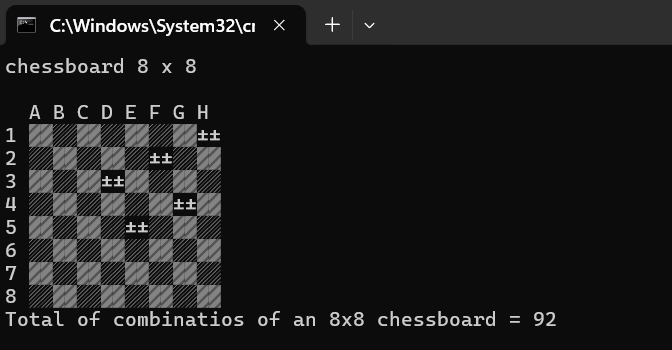 C:\Windows\System32\cr
chessboard 8 x 8
A B C D E F G H
1 ±±
2 ±±
3 ±±
4 ±±
5 ±±
6
7
8
Total of combinatios of an 8x8 chessboard = 92